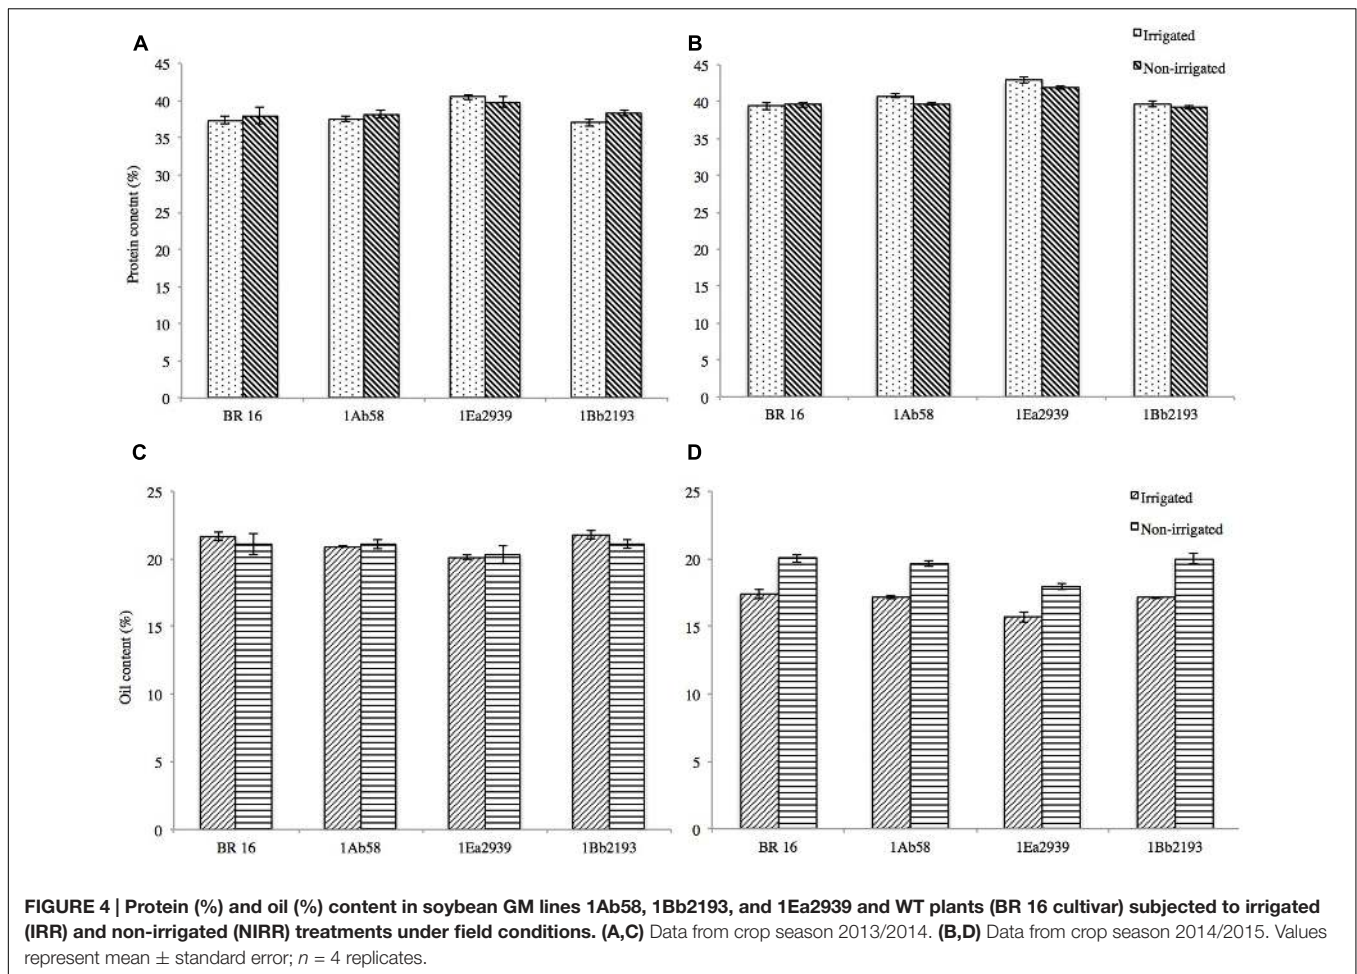 A
45
40
35
30
25
20
15
10
5
0
Protein conetnt (%)
BR 16 1Ab58 1Ea2939 1Bb2193
B
Irrigated
Non-irrigated
45
40
35
30
25
20
15
10
5
0
BR 16 1Ab58 1Ea2939 1Bb2193
C
25
20
15
10
5
0
Oil content (%)
BR 16 1Ab58 1Ea2939 1Bb2193
D
Irrigated
Non-irrigated
25
20
15
10
5
0
BR 16 1Ab58 1Ea2939 1Bb2193
FIGURE 4 | Protein (%) and oil (%) content in soybean GM lines 1Ab58, 1Bb2193, and 1Ea2939 and WT plants (BR 16 cultivar) subjected to irrigated
(IRR) and non-irrigated (NIRR) treatments under field conditions. (A,C) Data from crop season 2013/2014. (B,D) Data from crop season 2014/2015. Values
represent mean ± standard error; n = 4 replicates.